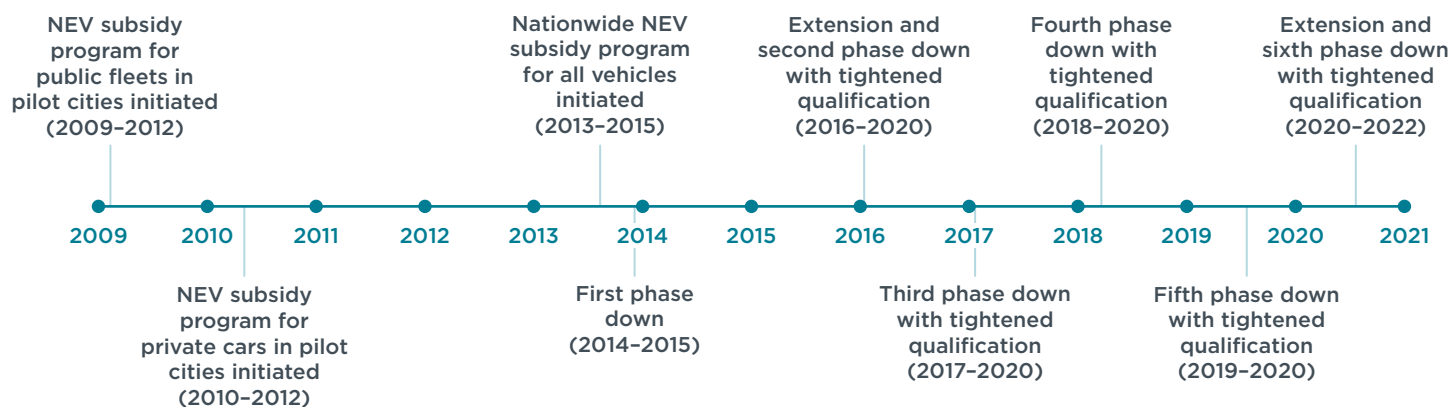 NEV subsidy
program for
public fleets in
pilot cities initiated
(2009–2012)
Nationwide NEV
subsidy program
for all vehicles
initiated
(2013–2015)
Extension and
second phase down
with tightened
qualification
(2016–2020)
Fourth phase
down with
tightened
qualification
(2018–2020)
Extension and
sixth phase down
with tightened
qualification
(2020–2022)
2009 2010 2011 2012 2013 2014 2015 2016 2017 2018 2019 2020 2021
NEV subsidy
program for
private cars in pilot
cities initiated
(2010–2012)
First phase
down
(2014–2015)
Third phase down
with tightened
qualification
(2017–2020)
Fifth phase down
with tightened
qualification
(2019–2020)